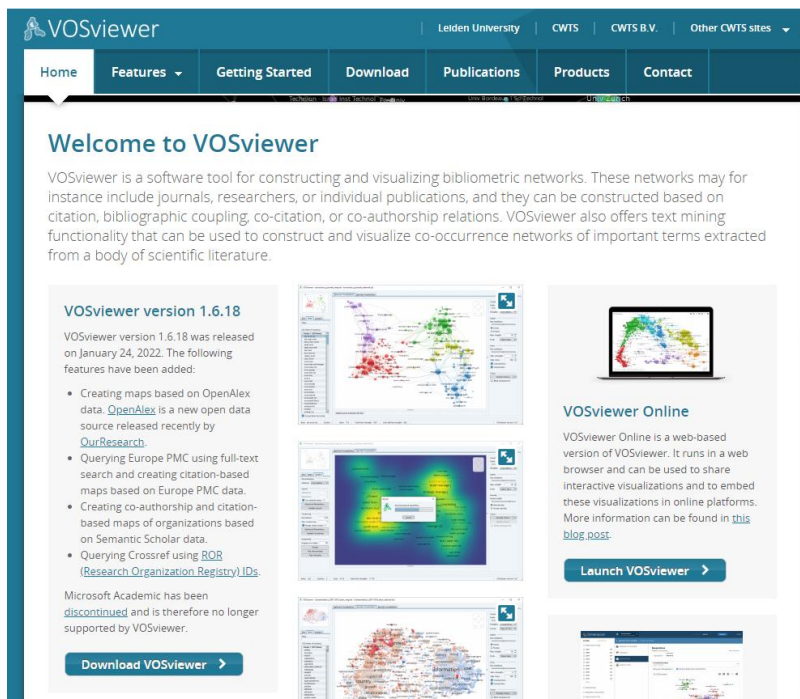 VOSviewer
Leiden University
CWTS
CWTS B.V.
Other CWTS sites
Home
Features
Getting Started
Download
Publications
Products
Contact
Welcome to VOSviewer
VOSviewer is a software tool for constructing and visualizing bibliometric networks. These networks may for
instance include journals, researchers, or individual publications, and they can be constructed based on
citation, bibliographic coupling, co-citation, or co-authorship relations. VOSviewer also offers text mining
functionality that can be used to construct and visualize co-occurrence networks of important terms extracted
from a body of scientific literature.
VOSviewer version 1.6.18
VOSviewer version 1.6.18 was released
on January 24, 2022. The following
features have been added:
• Creating maps based on OpenAlex
data. OpenAlex is a new open data
source released recently by
OurResearch.
• Querying Europe PMC using full-text
search and creating citation-based
maps based on Europe PMC data.
• Creating co-authorship and citation-
based maps of organizations based
on Semantic Scholar data.
• Querying Crossref using ROR
(Research Organization Registry) IDs.
Microsoft Academic has been
discontinued and is therefore no longer
supported by VOSviewer.
Download VOSviewer
VOSviewer Online
VOSviewer Online is a web-based
version of VOSviewer. It runs in a web
browser and can be used to share
interactive visualizations and to embed
these visualizations in online platforms.
More information can be found in this
blog post.
Launch VOSviewer